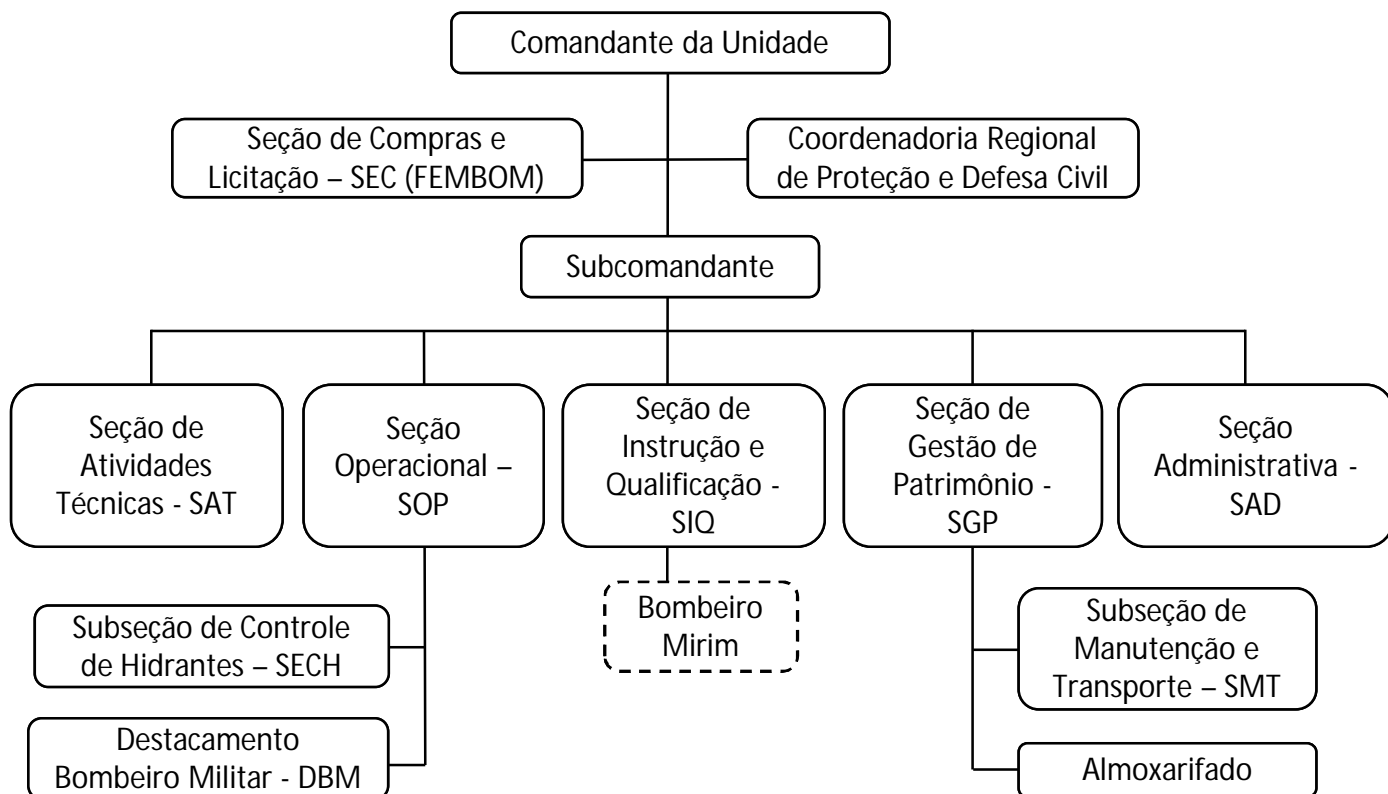 Comandante da Unidade
Seção de Compras e
Licitação – SEC (FEMBOM)
Coordenadoria Regional
de Proteção e Defesa Civil
Subcomandante
Seção de
Atividades
Técnicas - SAT
Seção
Operacional –
SOP
Seção de
Instrução e
Qualificação -
SIQ
Seção de
Gestão de
Patrimônio -
SGP
Seção
Administrativa -
SAD
Subseção de Controle
de Hidrantes – SECH
Destacamento
Bombeiro Militar - DBM
Bombeiro
Mirim
Subseção de
Manutenção e
Transporte – SMT
Almoxarifado